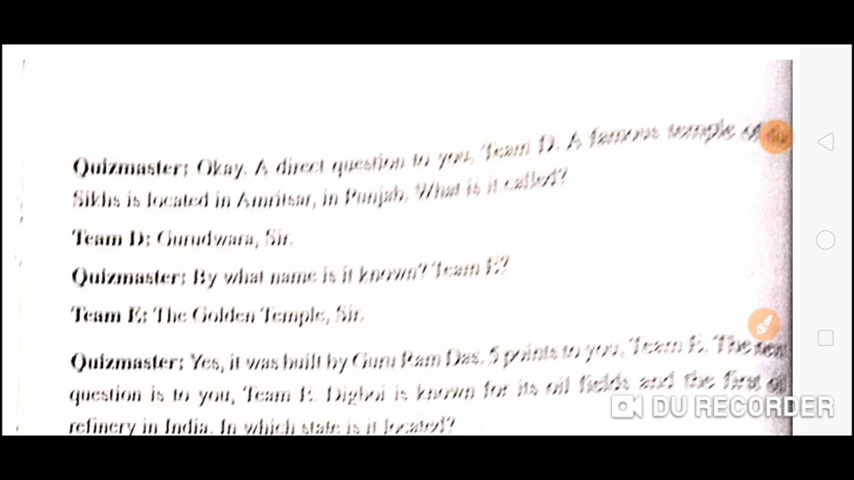 Quizmaster: Okay. A direct question to you, Team D. A famous temple of the
Sikhs is located in Amritsar, in Punjab. What is it called?
Team D: Gurudwara, Sir.
Quizmaster: By what name is it known? Team E?
Team E: The Golden Temple, Sir.
Quizmaster: Yes, it was built by Guru Ram Das. 5 points to you, Team E. The next
question is to you, Team E. Digboi is known for its oil fields and the first oil
refinery in India. In which state is it located?
DU RECORDER